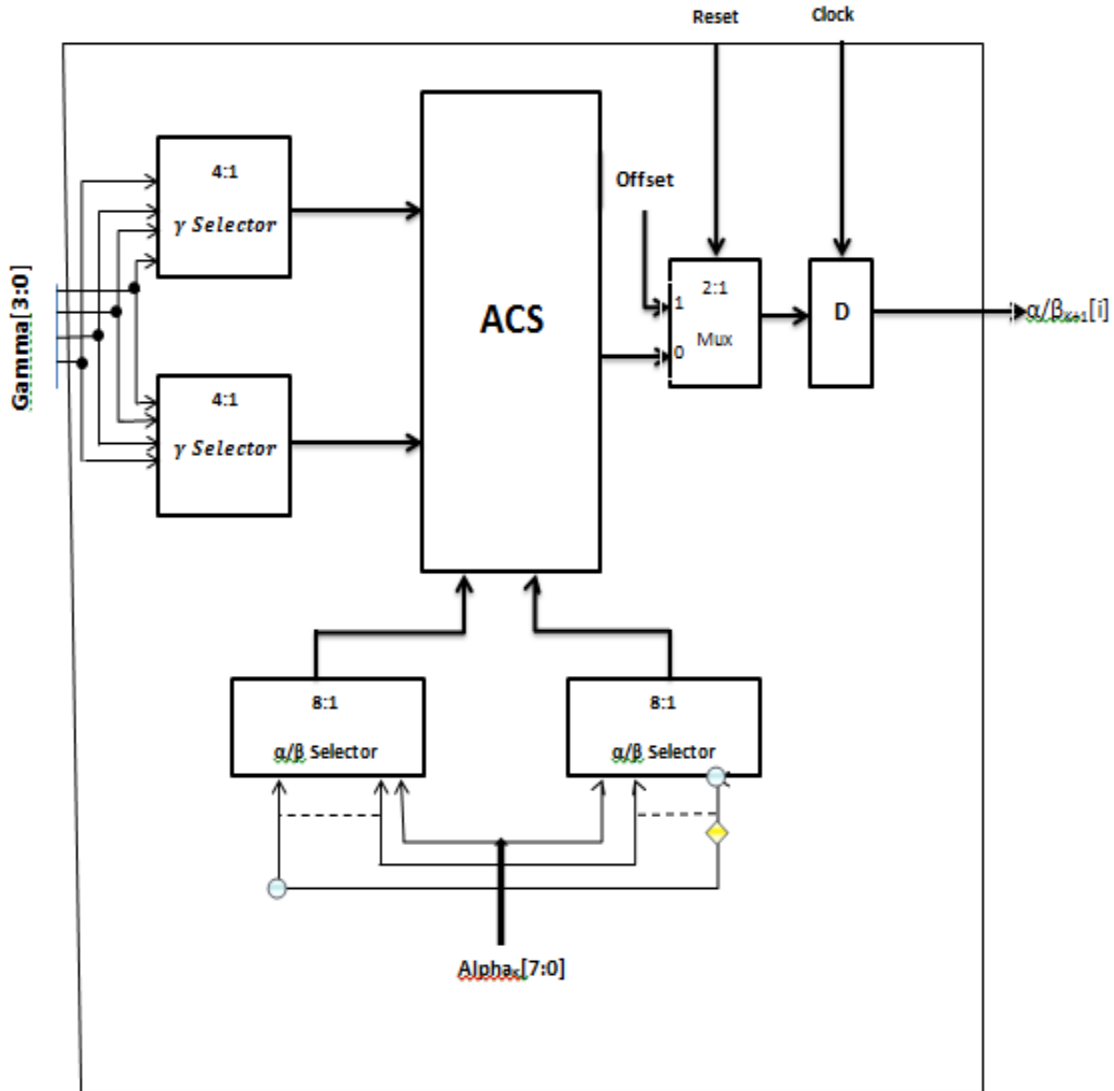 Reset
Clock
4:1
γ Selector
Offset
Gamma[3:0]
ACS
1
2:1
Mux
0
D
α/βK+1[i]
4:1
γ Selector
8:1
α/β Selector
8:1
α/β Selector
AlphaK[7:0]